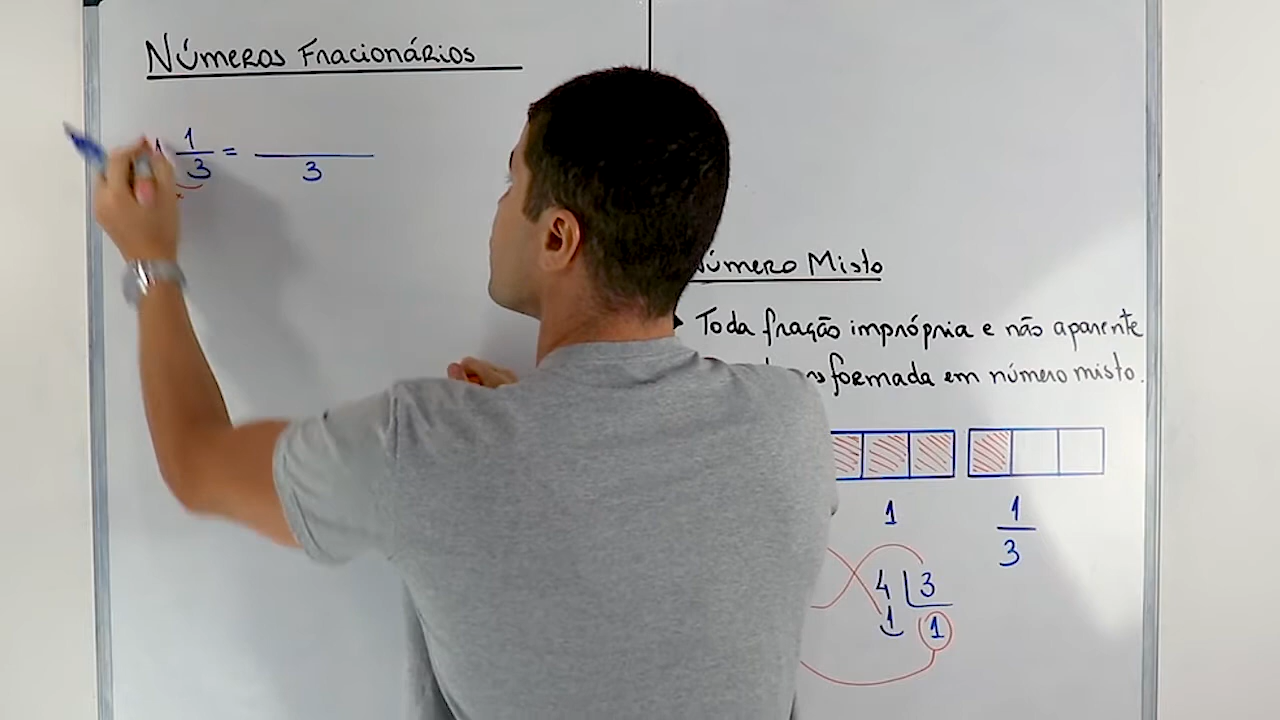 Números Fracionários
1 1/3 = /3
x
Número Misto
Toda fração imprópria e não aparente
formada em número misto.
1 1/3
4 3
1 1